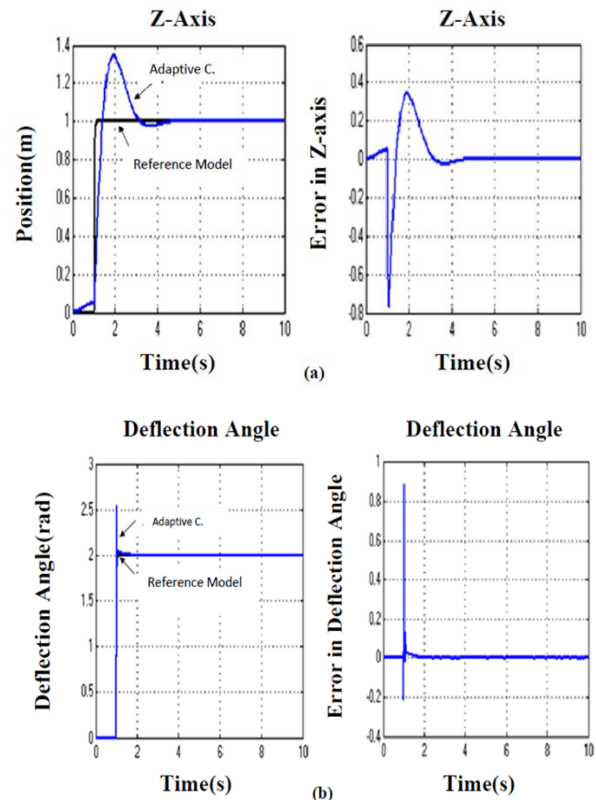 Z-Axis
Z-Axis
Position(m)
1.4
1.2
1
0.8
0.6
0.4
0.2
0
0 2 4 6 8 10
Adaptive C.
Reference Model
Time(s)
Error in Z-axis
0.6
0.4
0.2
0
-0.2
-0.4
-0.6
-0.8
0 2 4 6 8 10
Time(s)
(a)
Deflection Angle
Deflection Angle
Deflection Angle(rad)
3
2.5
2
1.5
1
0.5
0
0 2 4 6 8 10
Adaptive C.
Reference Model
Time(s)
Error in Deflection Angle
1
0.8
0.6
0.4
0.2
0
-0.2
-0.4
0 2 4 6 8 10
Time(s)
(b)